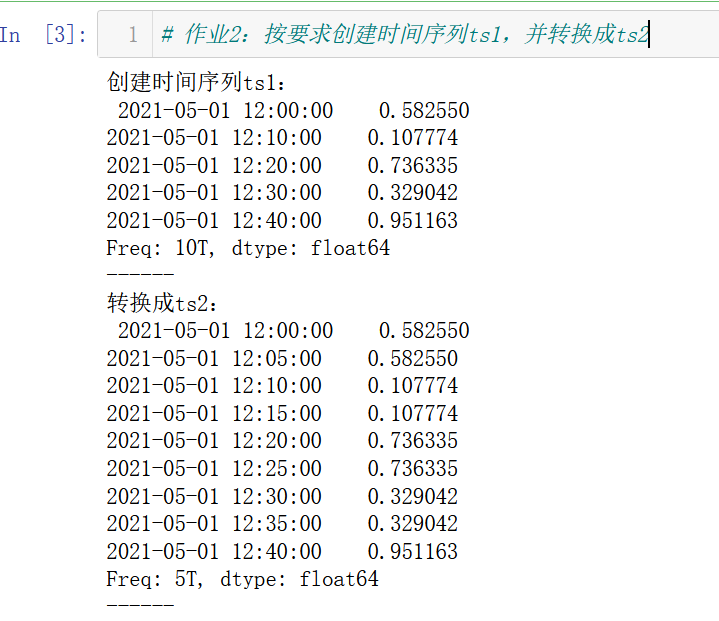 In [3]: 1 # 作业2：按要求创建时间序列ts1，并转换成ts2
创建时间序列ts1：
 2021-05-01 12:00:00    0.582550
2021-05-01 12:10:00    0.107774
2021-05-01 12:20:00    0.736335
2021-05-01 12:30:00    0.329042
2021-05-01 12:40:00    0.951163
Freq: 10T, dtype: float64
------
转换成ts2：
 2021-05-01 12:00:00    0.582550
2021-05-01 12:05:00    0.582550
2021-05-01 12:10:00    0.107774
2021-05-01 12:15:00    0.107774
2021-05-01 12:20:00    0.736335
2021-05-01 12:25:00    0.736335
2021-05-01 12:30:00    0.329042
2021-05-01 12:35:00    0.329042
2021-05-01 12:40:00    0.951163
Freq: 5T, dtype: float64
------